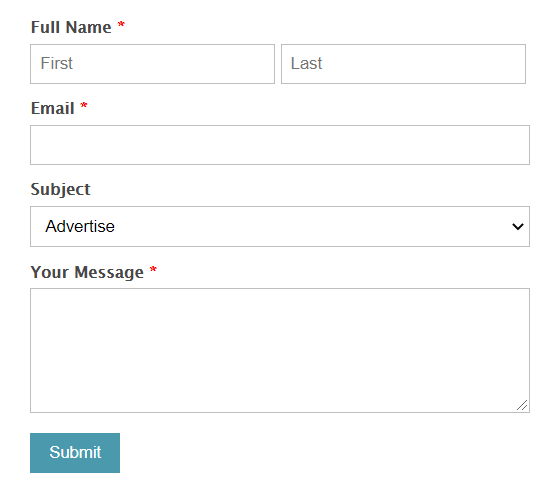 Full Name *
First Last
Email *
Subject
Advertise
Your Message *
Submit